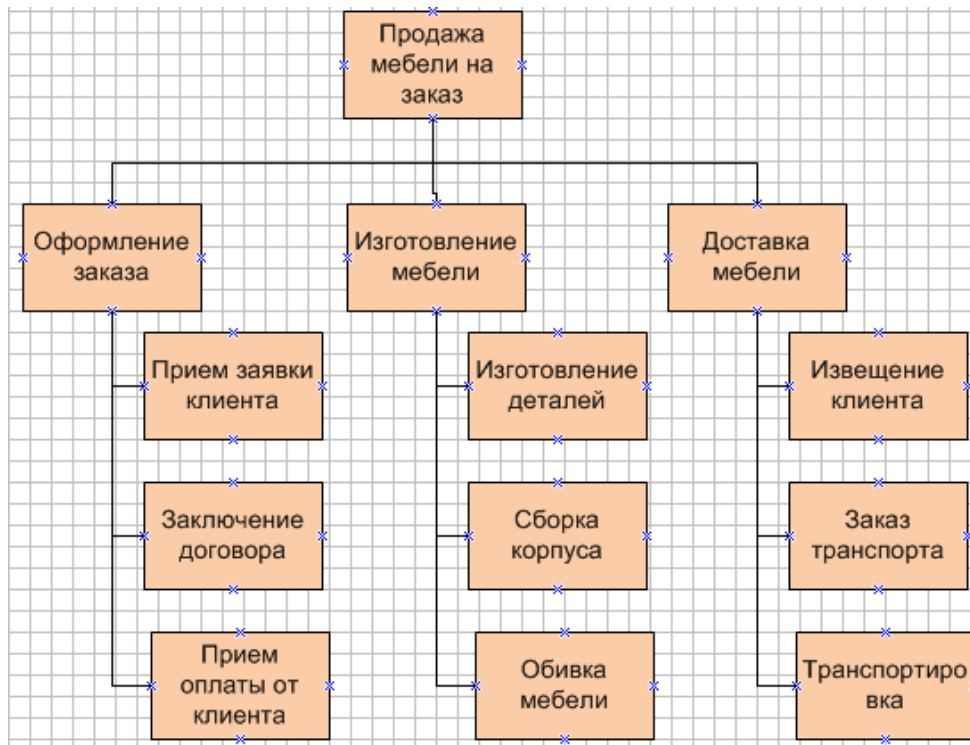 Продажа
мебели на
заказ
Оформление
заказа
Изготовление
мебели
Доставка
мебели
Прием заявки
клиента
Изготовление
деталей
Извещение
клиента
Заключение
договора
Сборка
корпуса
Заказ
транспорта
Прием
оплаты от
клиента
Обивка
мебели
Транспортиро
вка